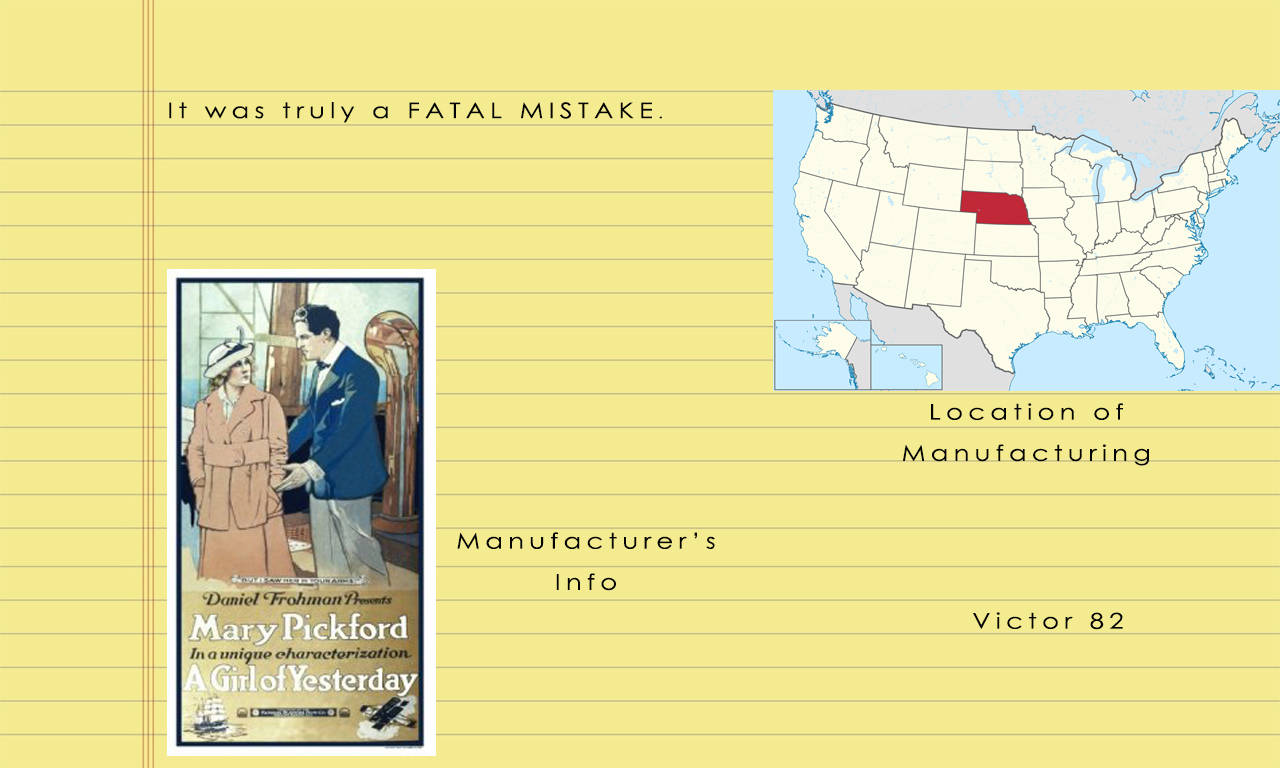 It was truly a FATAL MISTAKE.
Location of
Manufacturing
Manufacturer’s
Info
Victor 82
"BUT I SAW HER IN YOUR ARMS"
Daniel Frohman Presents
Mary Pickford
In a unique characterization
A Girl of Yesterday